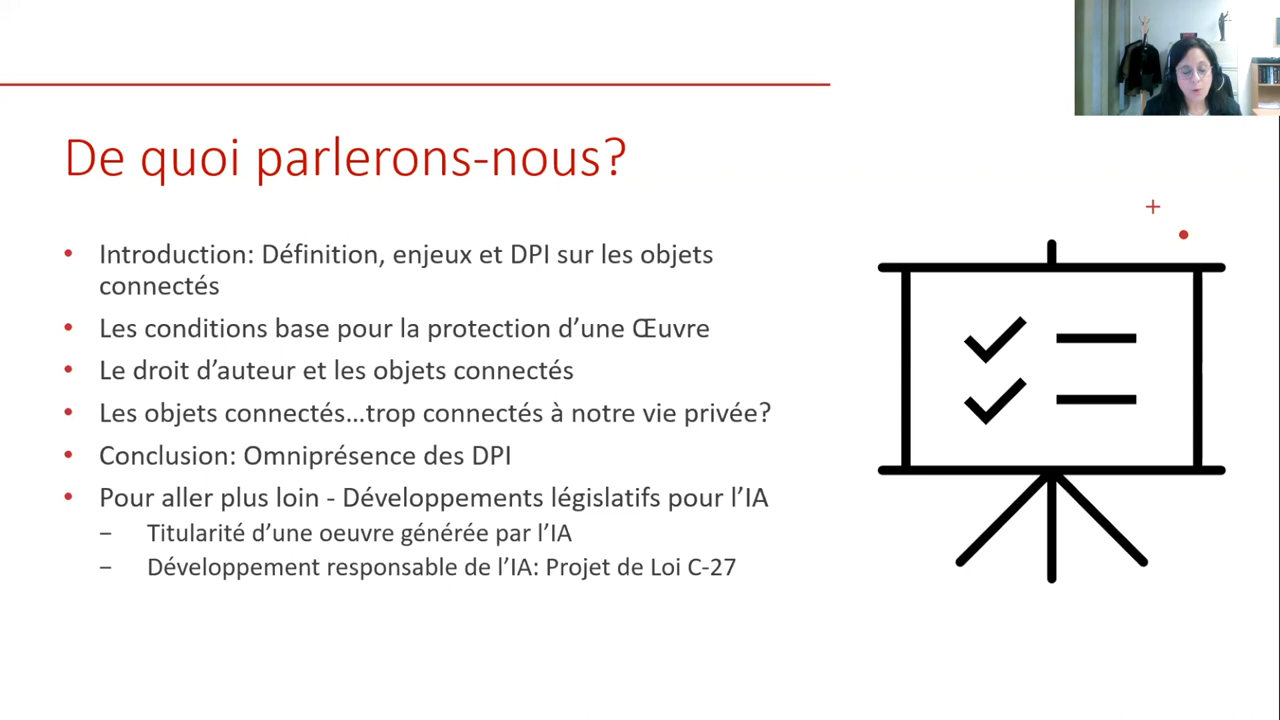 De quoi parlerons-nous?
• Introduction: Définition, enjeux et DPI sur les objets
connectés
• Les conditions base pour la protection d’une Œuvre
• Le droit d’auteur et les objets connectés
• Les objets connectés...trop connectés à notre vie privée?
• Conclusion: Omniprésence des DPI
• Pour aller plus loin - Développements législatifs pour l’IA
– Titularité d’une oeuvre générée par l’IA
– Développement responsable de l’IA: Projet de Loi C-27